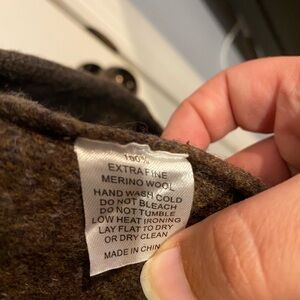 100%
EXTRA FINE
MERINO WOOL
HAND WASH COLD
DO NOT BLEACH
DO NOT TUMBLE
LOW HEAT IRONING
LAY FLAT TO DRY
OR DRY CLEAN
MADE IN CHINA